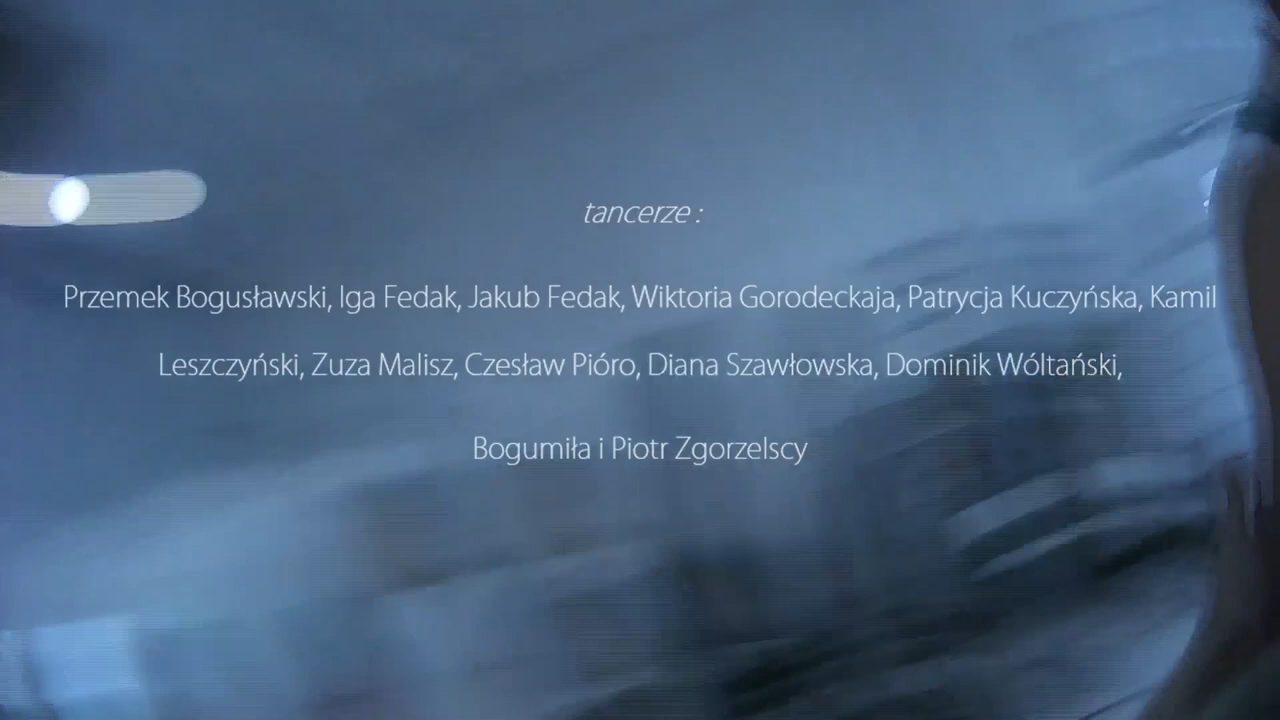 tancerze :
Przemek Bogusławski, Iga Fedak, Jakub Fedak, Wiktoria Gorodeckaja, Patrycja Kuczyńska, Kamil
Leszczyński, Zuza Malisz, Czesław Pióro, Diana Szawłowska, Dominik Wóltański,
Bogumiła i Piotr Zgorzelscy